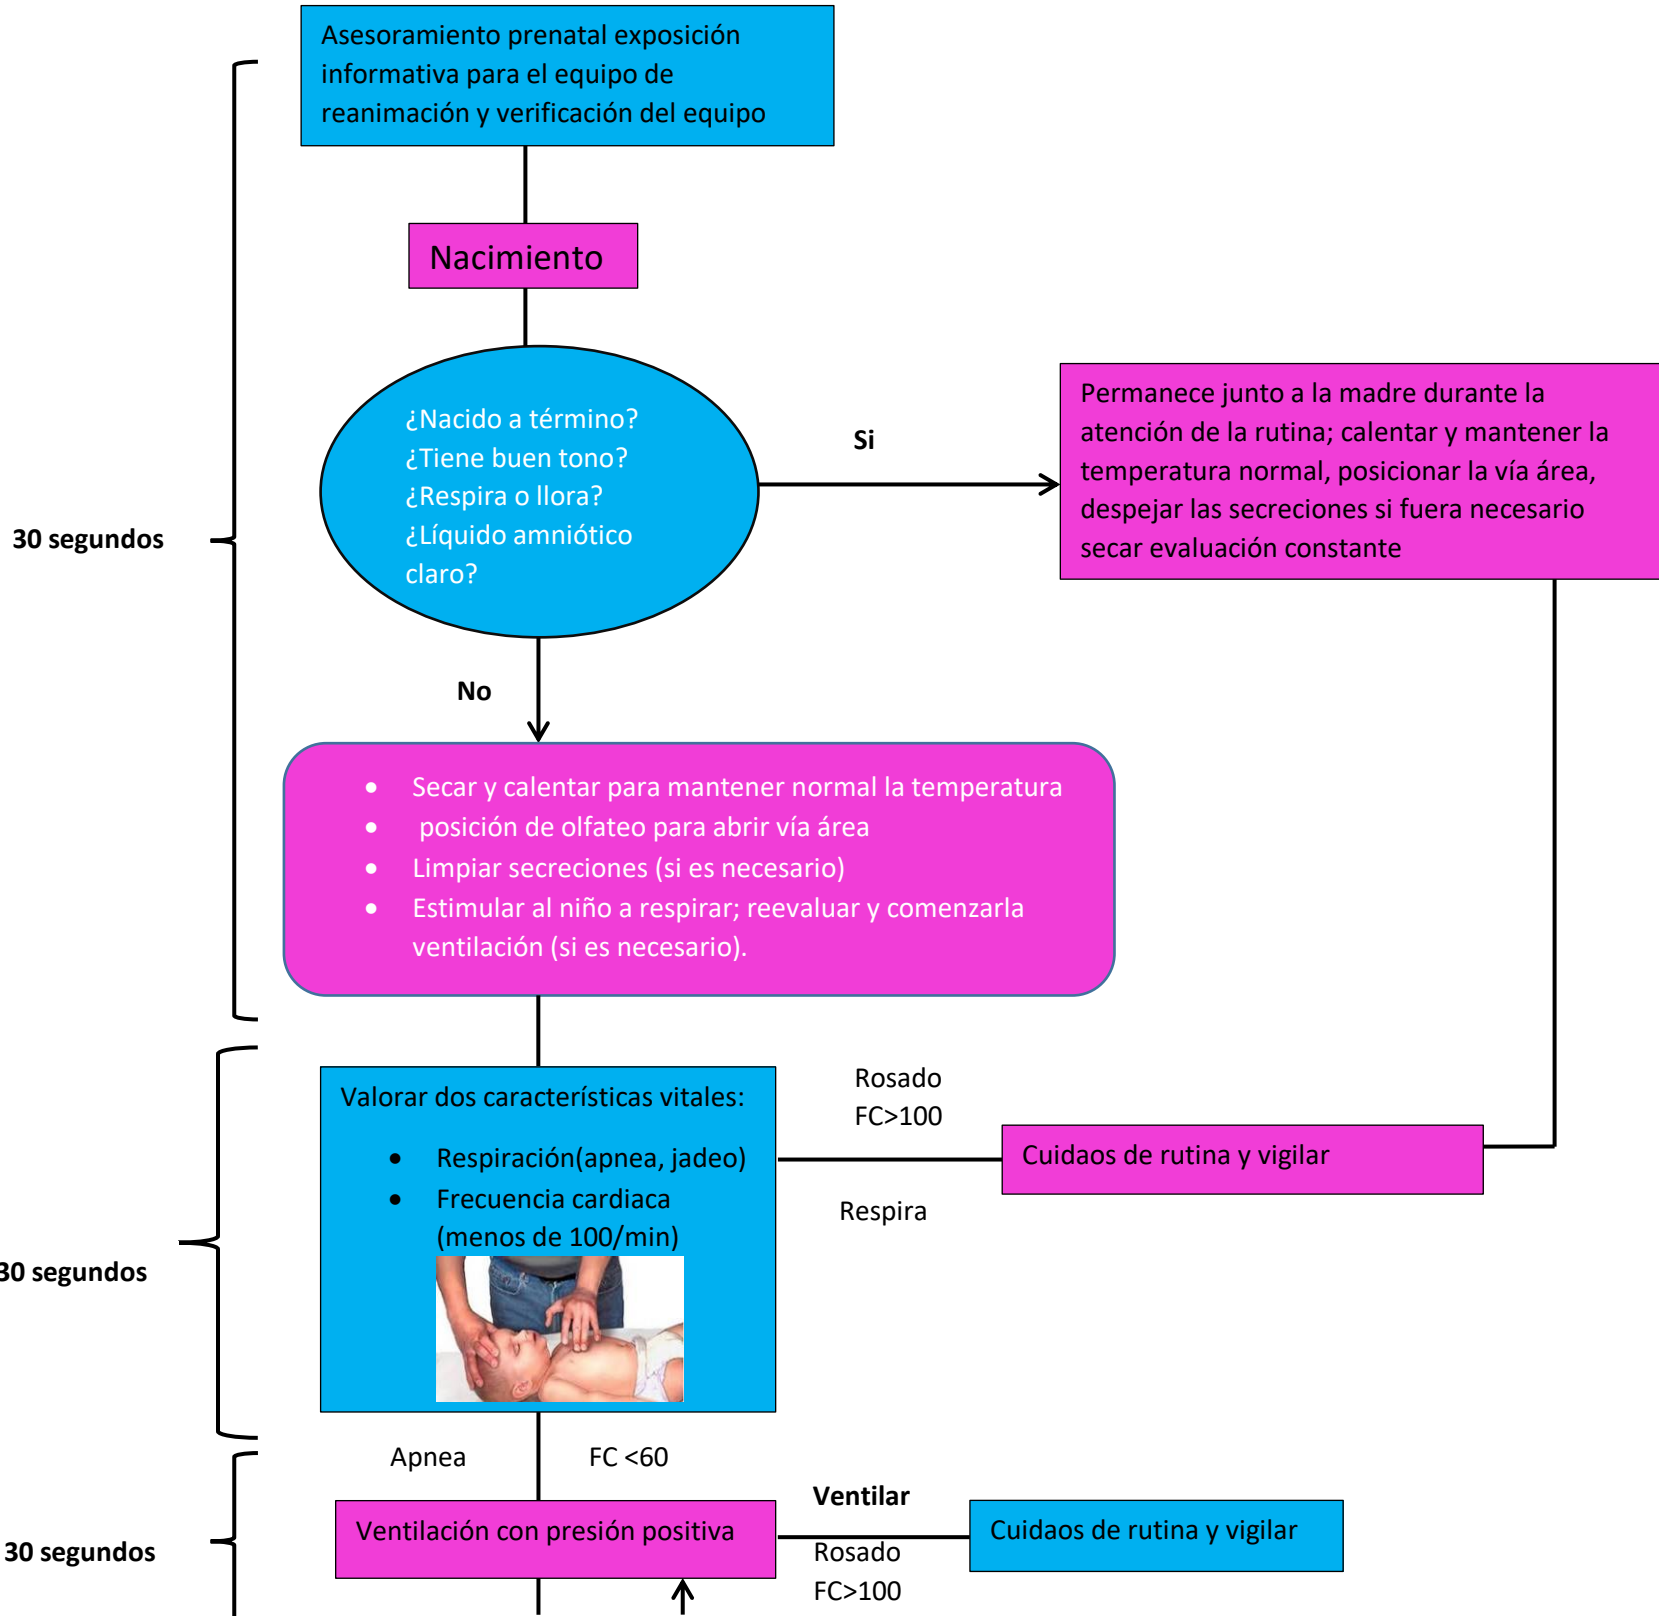 Asesoramiento prenatal exposición
informativa para el equipo de
reanimación y verificación del equipo
Nacimiento
¿Nacido a término?
¿Tiene buen tono?
¿Respira o llora?
¿Líquido amniótico
claro?
Si
Permanece junto a la madre durante la
atención de la rutina; calentar y mantener la
temperatura normal, posicionar la vía área,
despejar las secreciones si fuera necesario
secar evaluación constante
30 segundos
No
• Secar y calentar para mantener normal la temperatura
• posición de olfateo para abrir vía área
• Limpiar secreciones (si es necesario)
• Estimular al niño a respirar; reevaluar y comenzarla
ventilación (si es necesario).
Valorar dos características vitales:
• Respiración(apnea, jadeo)
• Frecuencia cardiaca
(menos de 100/min)
Rosado
FC>100
Respira
Cuidaos de rutina y vigilar
30 segundos
Apnea
FC <60
Ventilación con presión positiva
Ventilar
Rosado
FC>100
Cuidaos de rutina y vigilar
30 segundos